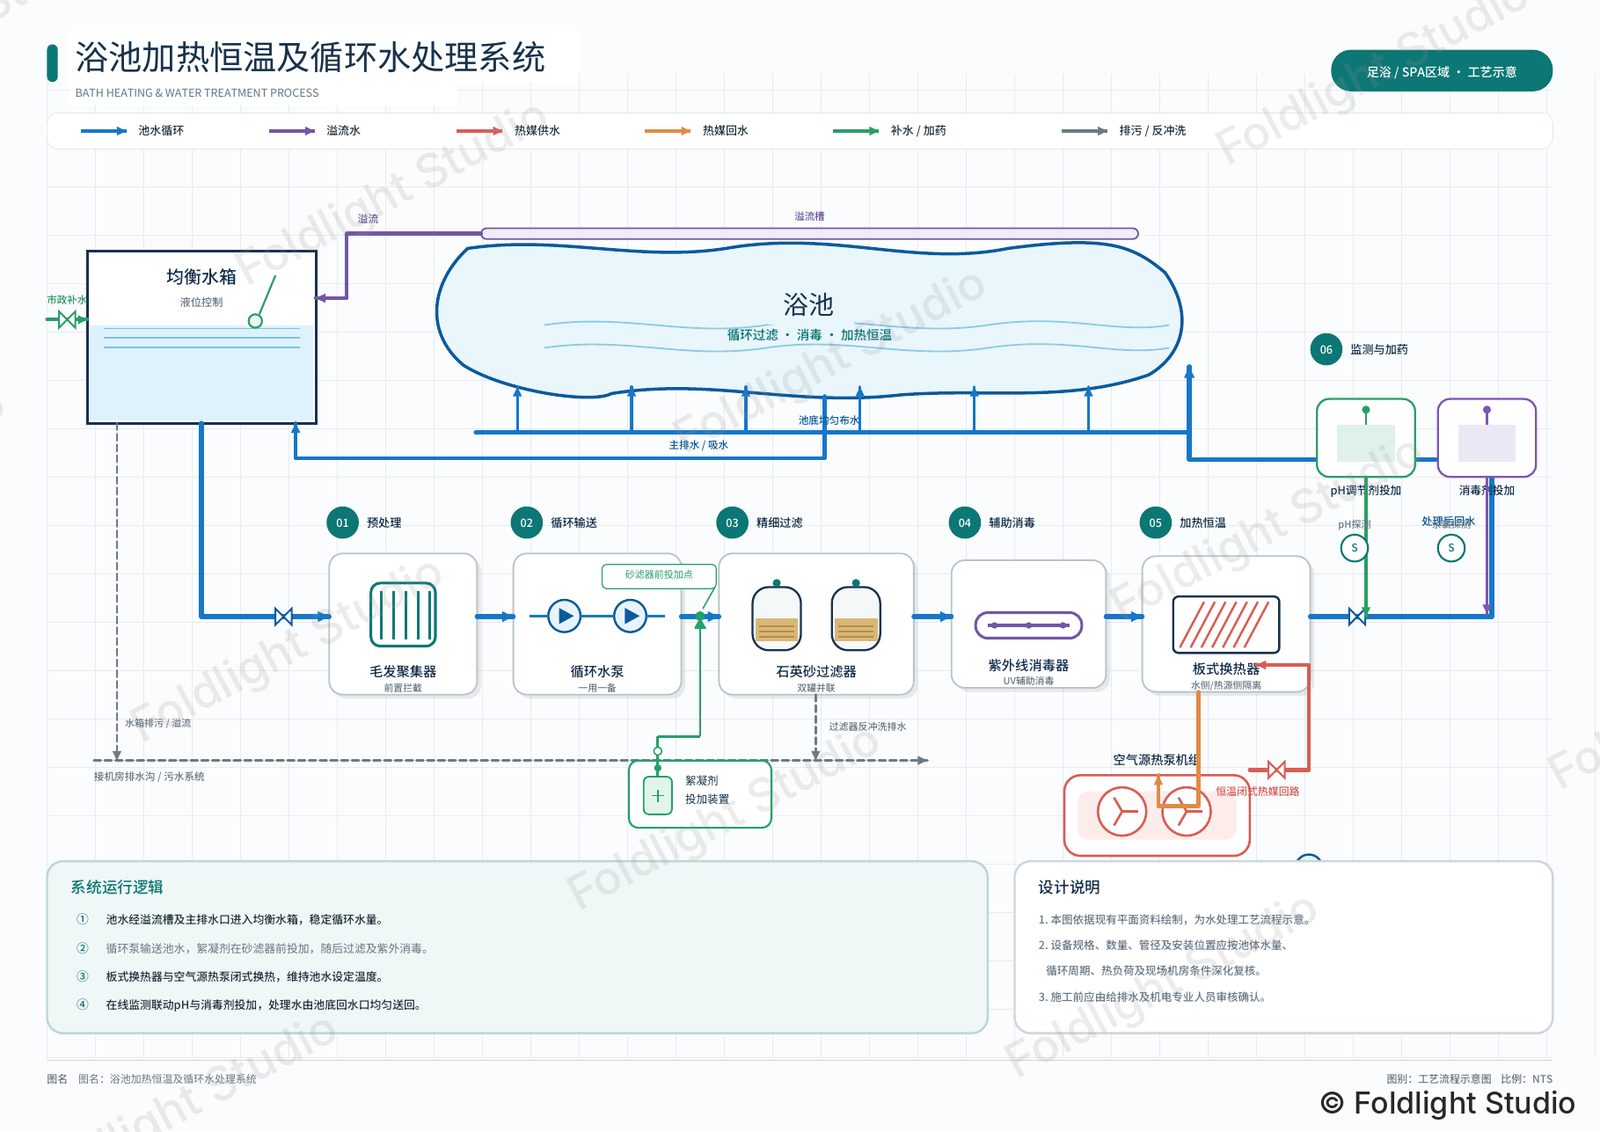 浴池加热恒温及循环水处理系统
BATH HEATING & WATER TREATMENT PROCESS
足浴 / SPA区域 · 工艺示意
池水循环
溢流水
热媒供水
热媒回水
补水 / 加药
排污 / 反冲洗
溢流
溢流槽
均衡水箱
液位控制
市政补水
浴池
循环过滤 · 消毒 · 加热恒温
池底均匀布水
主排水 / 吸水
06 监测与加药
pH调节剂投加
消毒剂投加
pH探测
处理后回水
S
S
01 预处理
02 循环输送
03 精细过滤
04 辅助消毒
05 加热恒温
砂滤器前投加点
毛发聚集器
前置拦截
循环水泵
一用一备
石英砂过滤器
双罐并联
紫外线消毒器
UV辅助消毒
板式换热器
水侧/热源侧隔离
水箱排污 / 溢流
过滤器反冲洗排水
接机房排水沟 / 污水系统
絮凝剂
投加装置
空气源热泵机组
恒温闭式热媒回路
系统运行逻辑
① 池水经溢流槽及主排水口进入均衡水箱，稳定循环水量。
② 循环泵输送池水，絮凝剂在砂滤器前投加，随后过滤及紫外消毒。
③ 板式换热器与空气源热泵闭式换热，维持池水设定温度。
④ 在线监测联动pH与消毒剂投加，处理水由池底回水口均匀送回。
设计说明
1. 本图依据现有平面资料绘制，为水处理工艺流程示意。
2. 设备规格、数量、管径及安装位置应按池体水量、
循环周期、热负荷及现场机房条件深化复核。
3. 施工前应由给排水及机电专业人员审核确认。
图名 图名：浴池加热恒温及循环水处理系统
图别：工艺流程示意图 比例：NTS
© Foldlight Studio